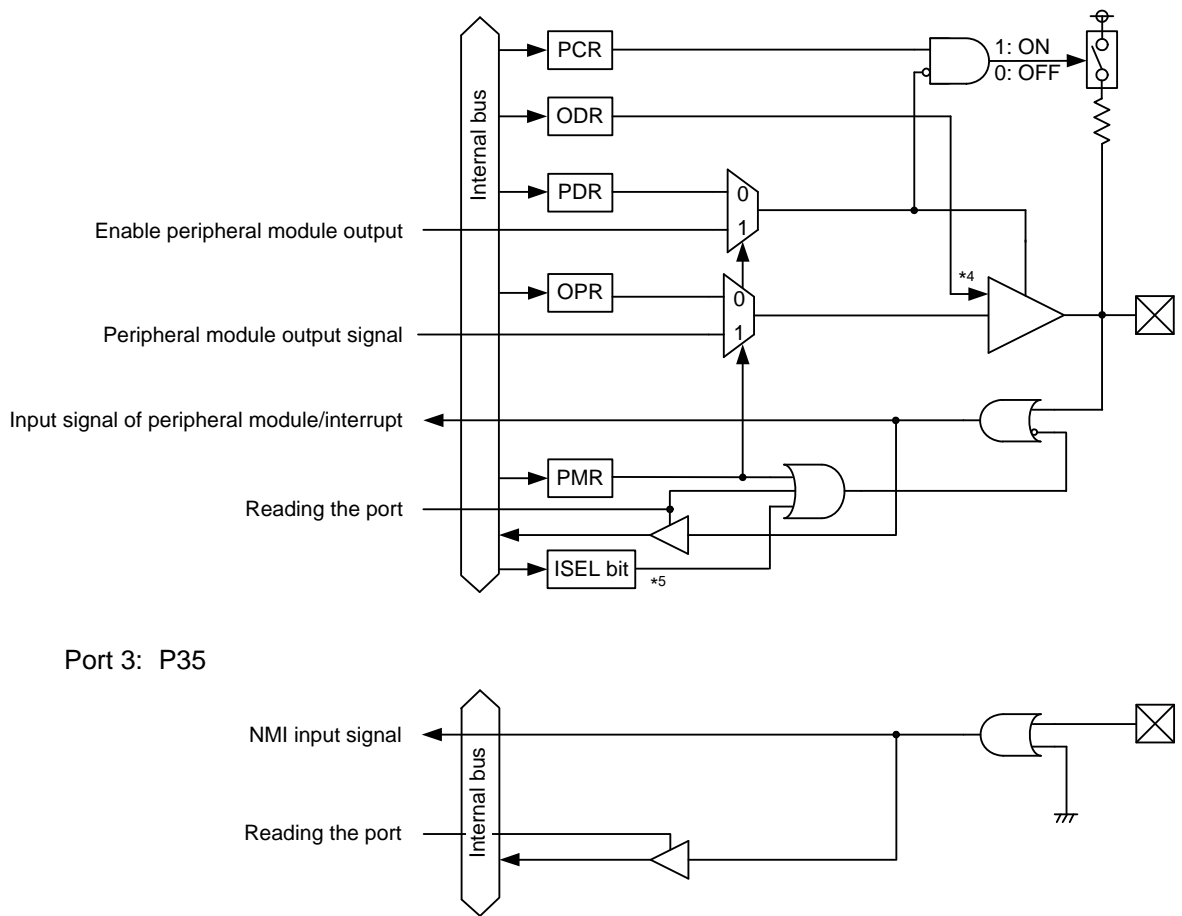 PCR
1: ON
0: OFF
ODR
Internal bus
PDR
0
Enable peripheral module output
1
*4
OPR
0
Peripheral module output signal
1
Input signal of peripheral module/interrupt
PMR
Reading the port
ISEL bit
*5
Port 3: P35
NMI input signal
Internal bus
Reading the port